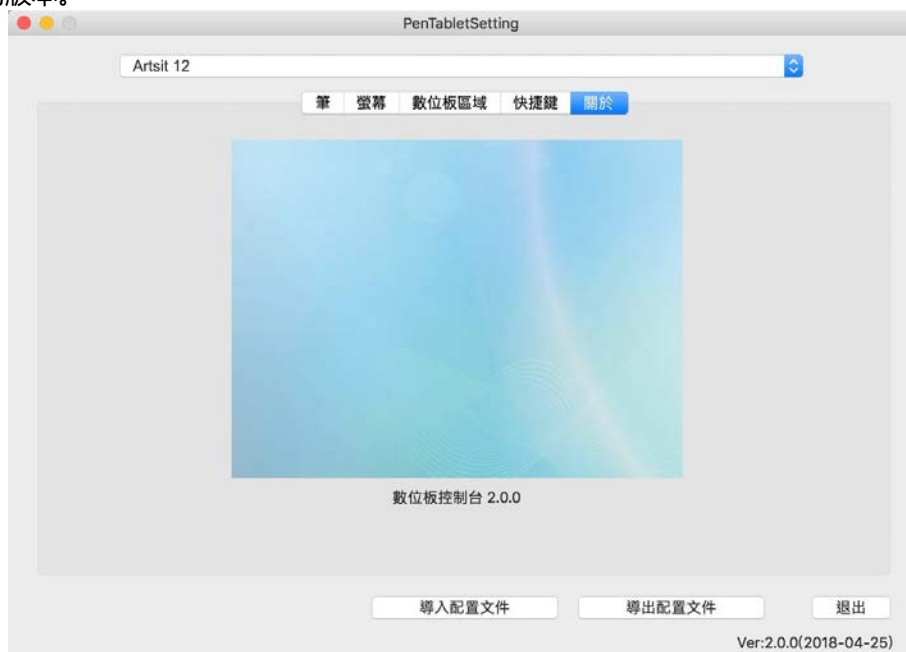 版本。
PenTabletSetting
Artsit 12
筆 螢幕 數位板區域 快捷鍵 關於
數位板控制台 2.0.0
導入配置文件 導出配置文件 退出
Ver:2.0.0(2018-04-25)